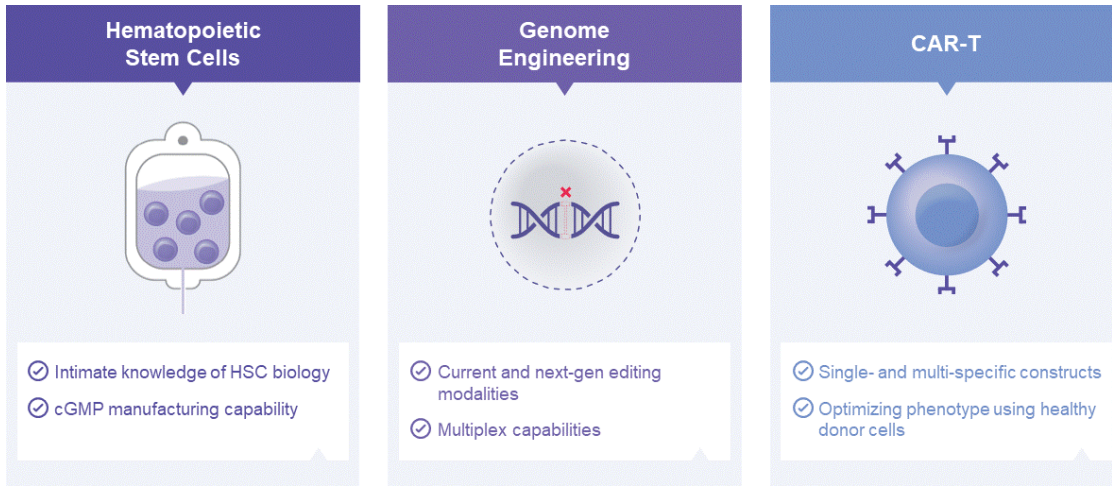 Hematopoietic
Stem Cells
Intimate knowledge of HSC biology
cGMP manufacturing capability
Genome
Engineering
Current and next-gen editing
modalities
Multiplex capabilities
CAR-T
Single- and multi-specific constructs
Optimizing phenotype using healthy
donor cells